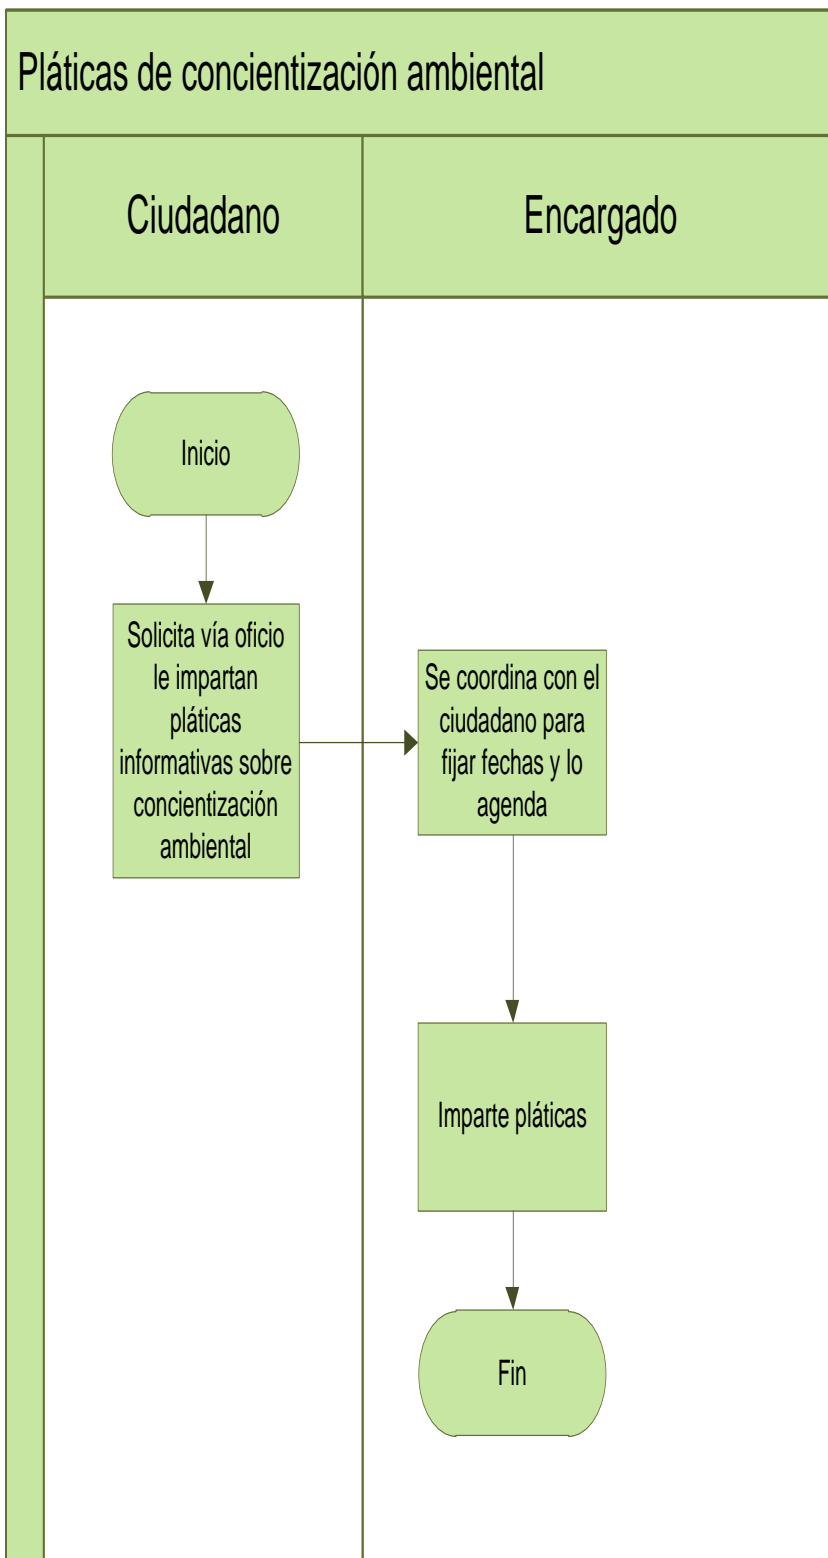 Pláticas de concientización ambiental
Ciudadano
Encargado
Inicio
Solicita vía oficio
le impartan
pláticas
informativas sobre
concientización
ambiental
Se coordina con el
ciudadano para
fijar fechas y lo
agenda
Imparte pláticas
Fin